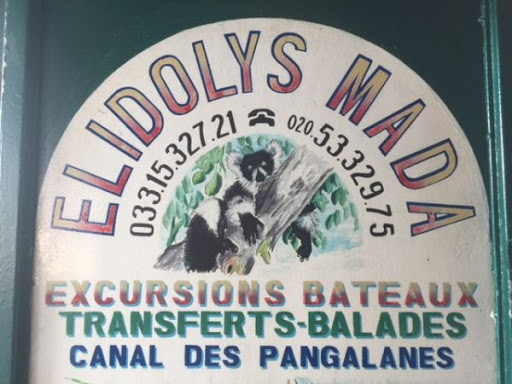 ELIDOLYS MADA
033.15.327 21 ☎ 020.53.329.75
EXCURSIONS BATEAUX
TRANSFERTS-BALADES
CANAL DES PANGALANES